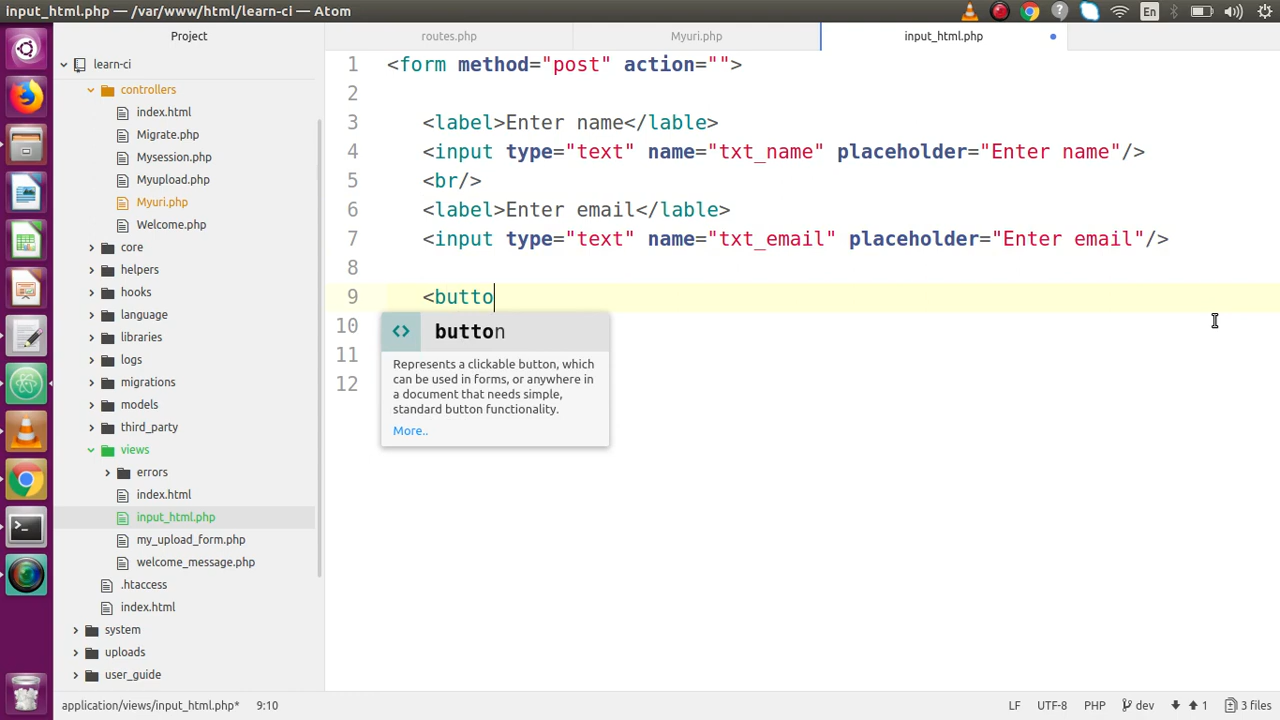 input_html.php — /var/www/html/learn-ci — Atom
En
Project
routes.php
Myuri.php
input_html.php
learn-ci
controllers
index.html
Migrate.php
Mysession.php
Myupload.php
Myuri.php
Welcome.php
core
helpers
hooks
language
libraries
logs
migrations
models
third_party
views
errors
index.html
input_html.php
my_upload_form.php
welcome_message.php
.htaccess
index.html
system
uploads
user_guide
1 <form method="post" action="">
2
3 <label>Enter name</lable>
4 <input type="text" name="txt_name" placeholder="Enter name"/>
5 <br/>
6 <label>Enter email</lable>
7 <input type="text" name="txt_email" placeholder="Enter email"/>
8
9 <butto
10
11
12
<> button
Represents a clickable button, which
can be used in forms, or anywhere in
a document that needs simple,
standard button functionality.
More..
application/views/input_html.php* 9:10
LF UTF-8 PHP dev 1 3 files